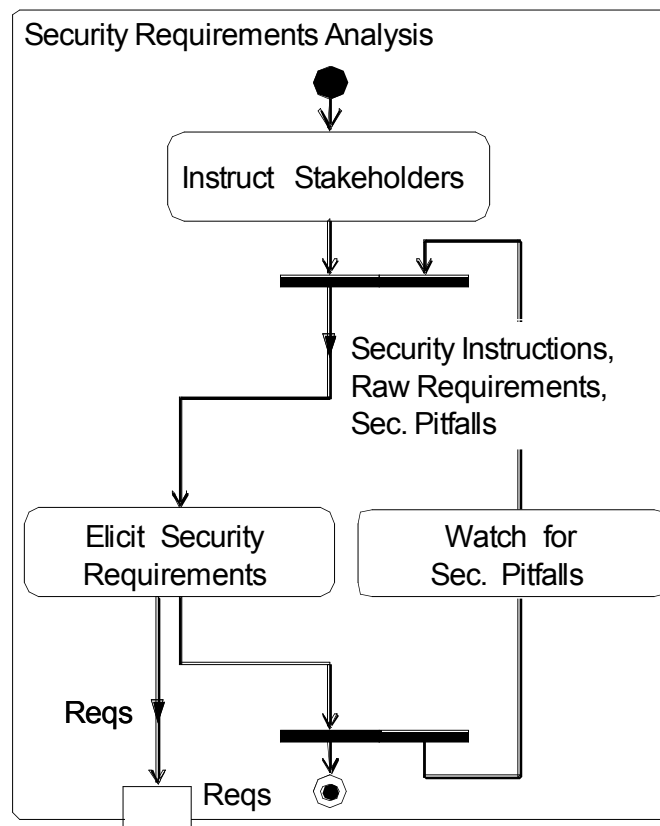 Security Requirements Analysis
Instruct Stakeholders
Security Instructions,
Raw Requirements,
Sec. Pitfalls
Elicit Security
Requirements
Watch for
Sec. Pitfalls
Reqs
Reqs